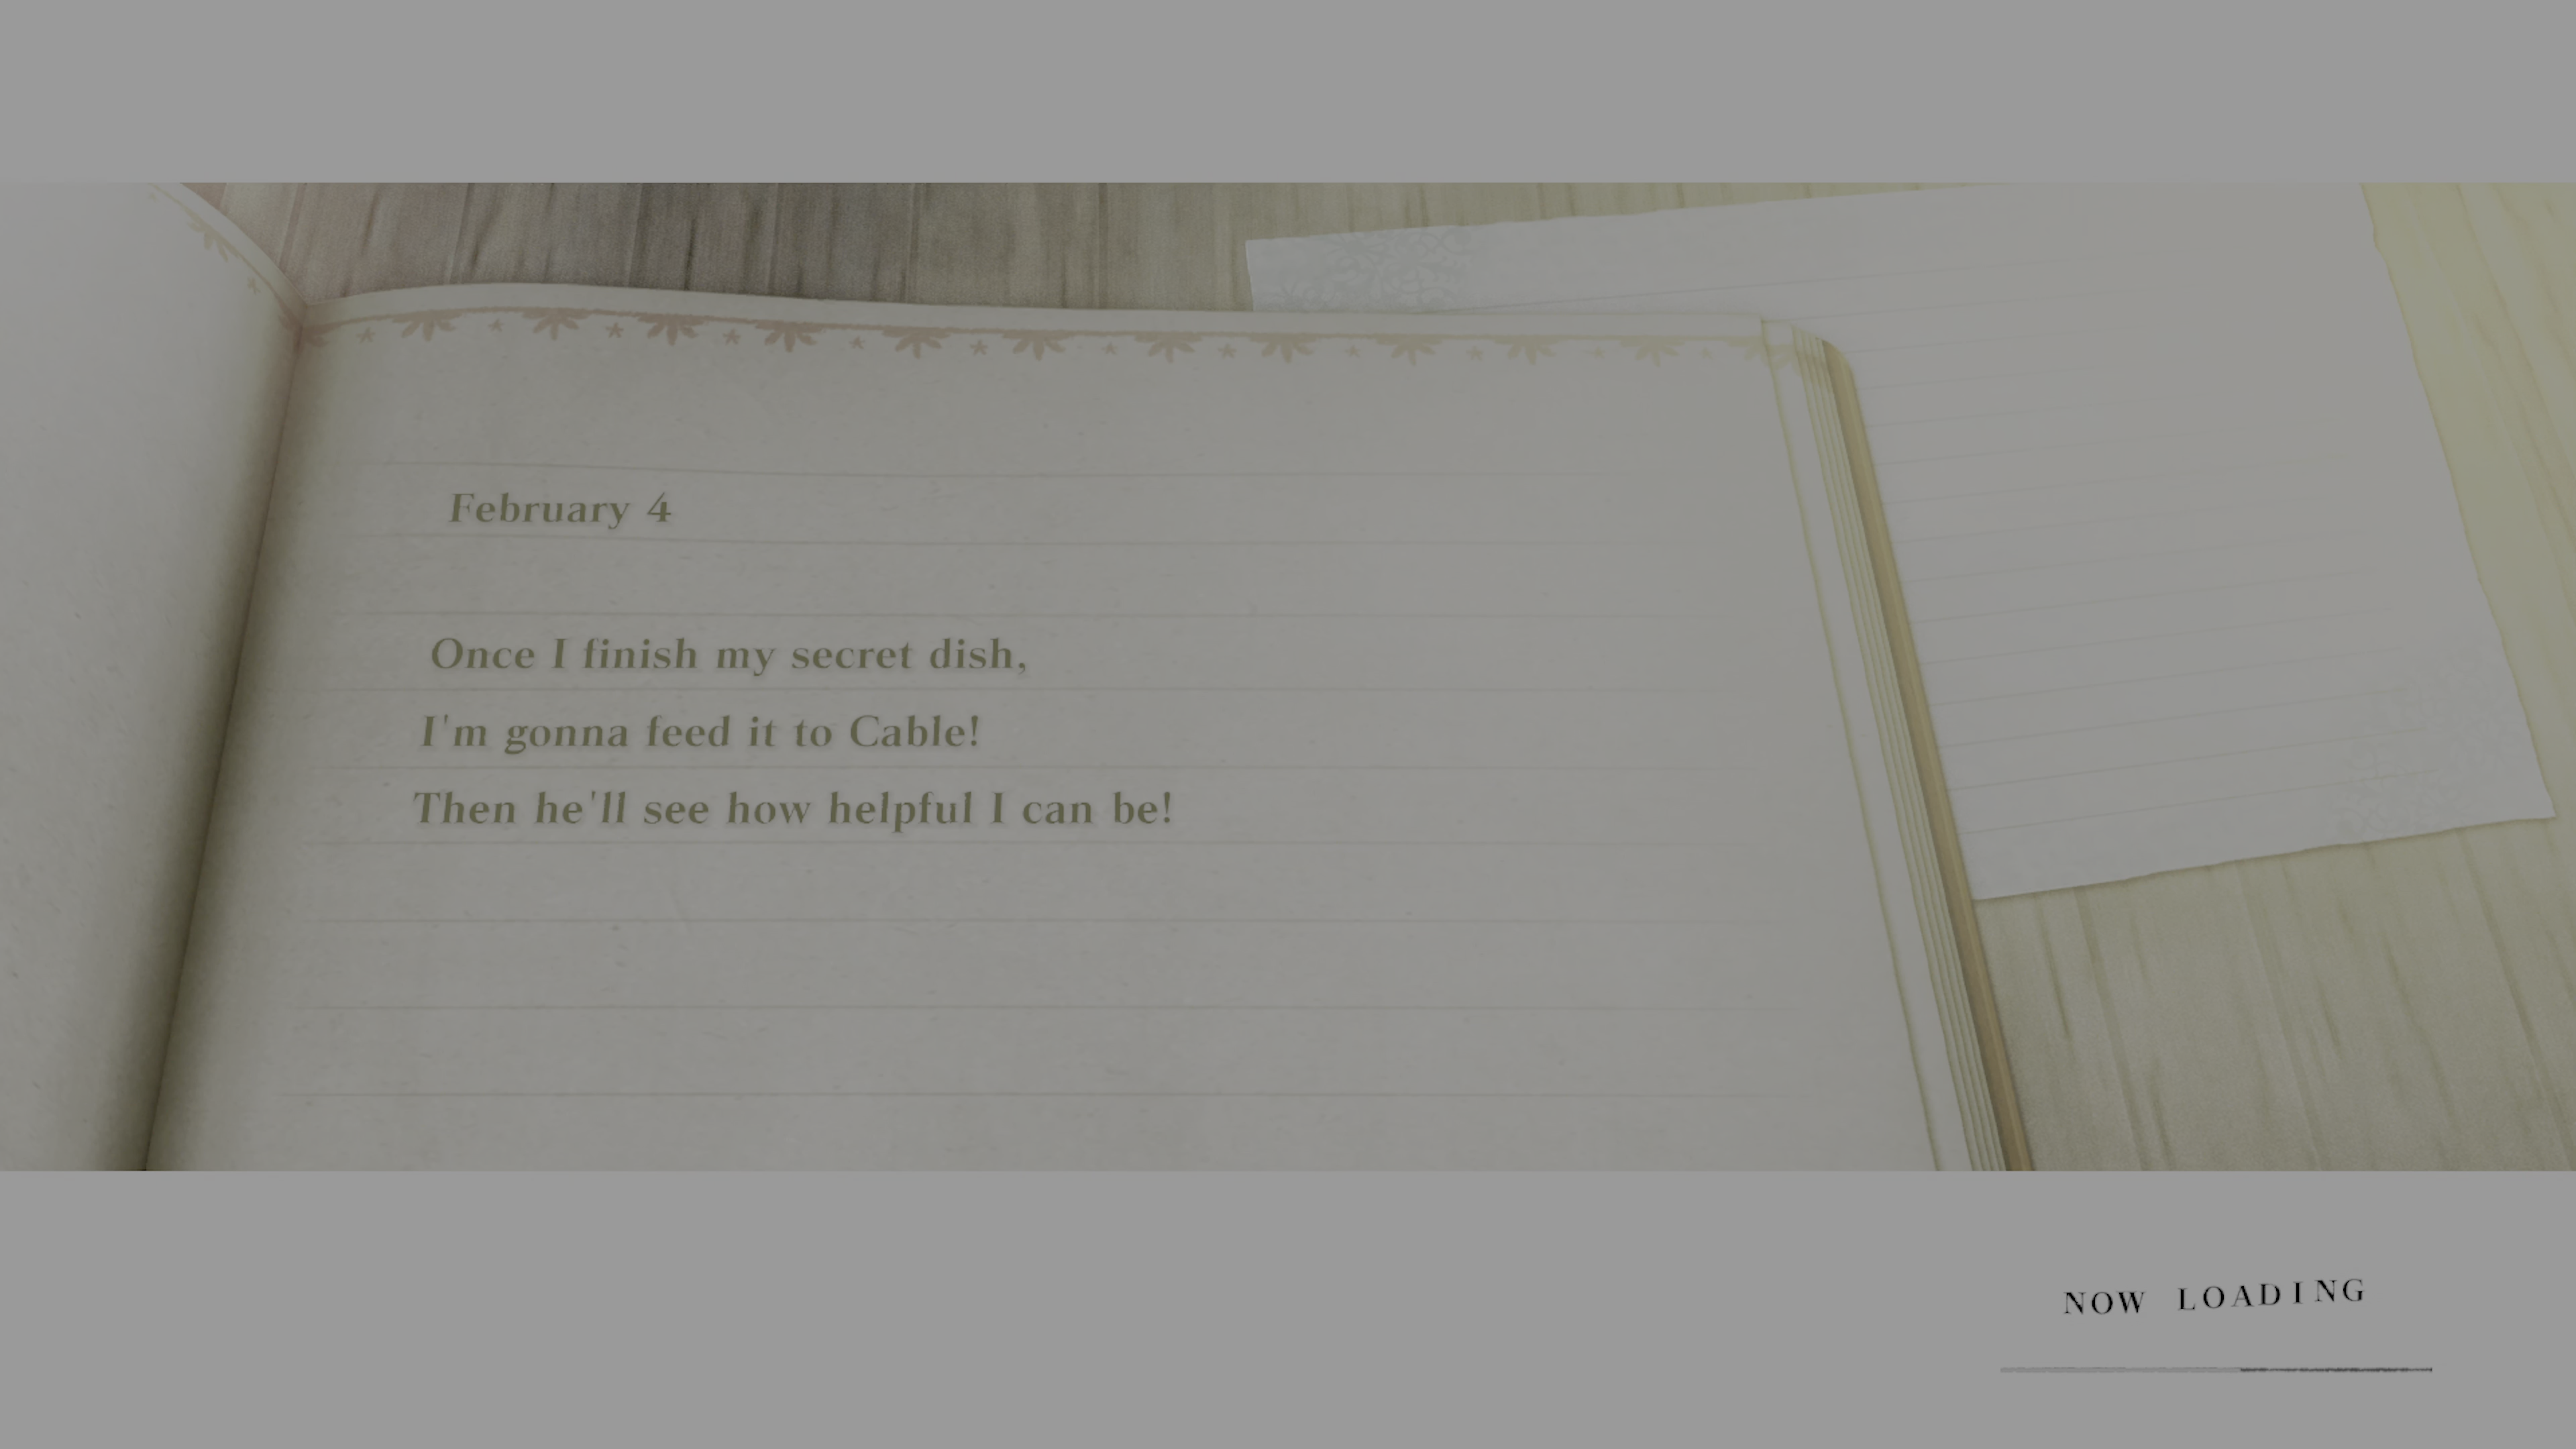 February 4
Once I finish my secret dish,
I'm gonna feed it to Cable!
Then he'll see how helpful I can be!
NOW LOADING